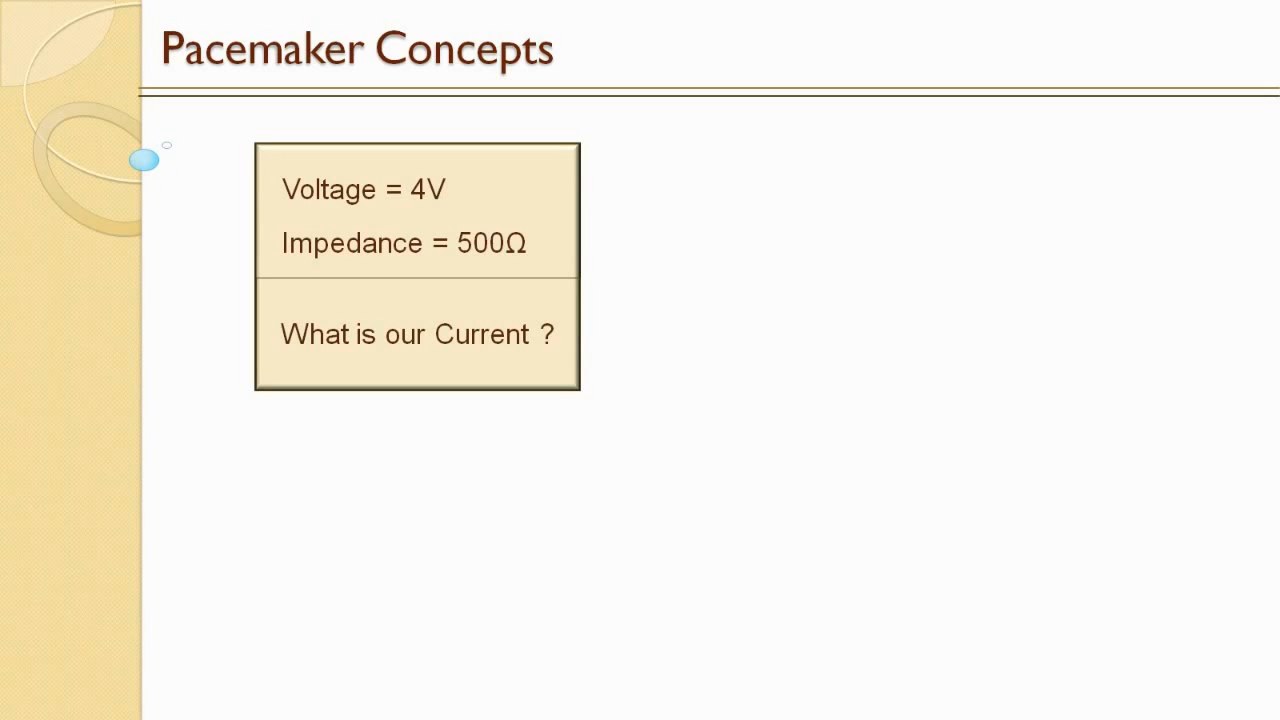 Pacemaker Concepts
Voltage = 4V
Impedance = 500Ω
What is our Current ?